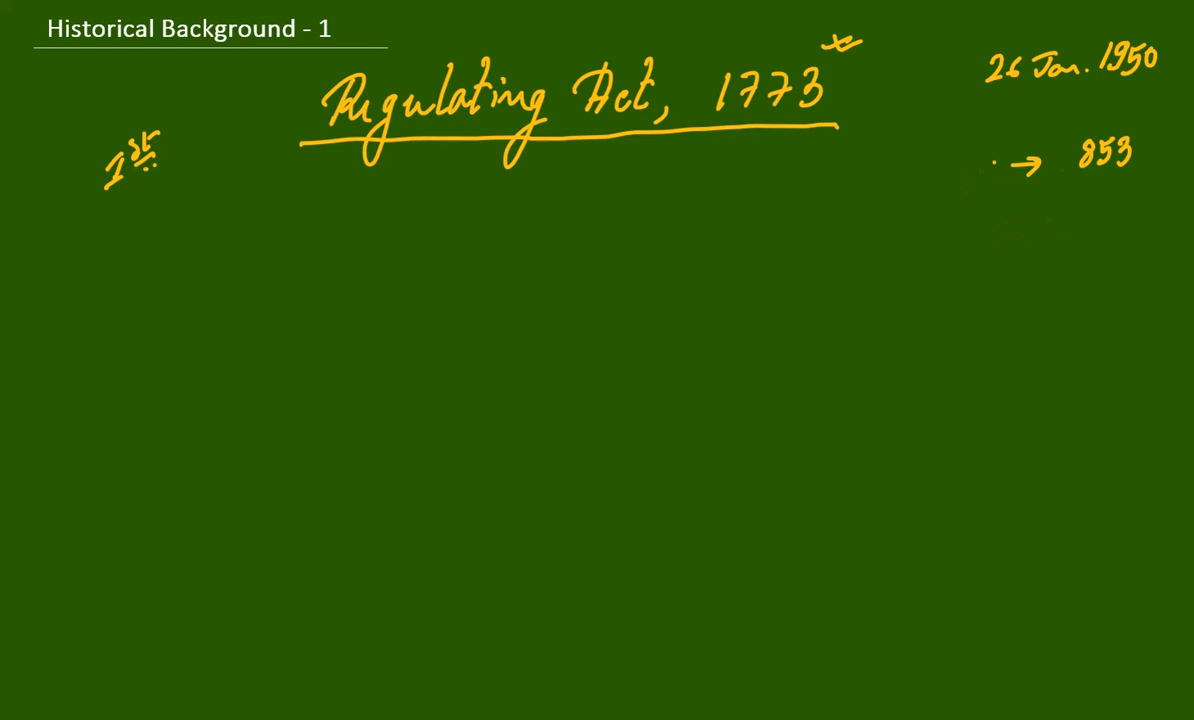 Historical Background - 1
Regulating Act, 1773
26 Jan. 1950
1st
→ 853